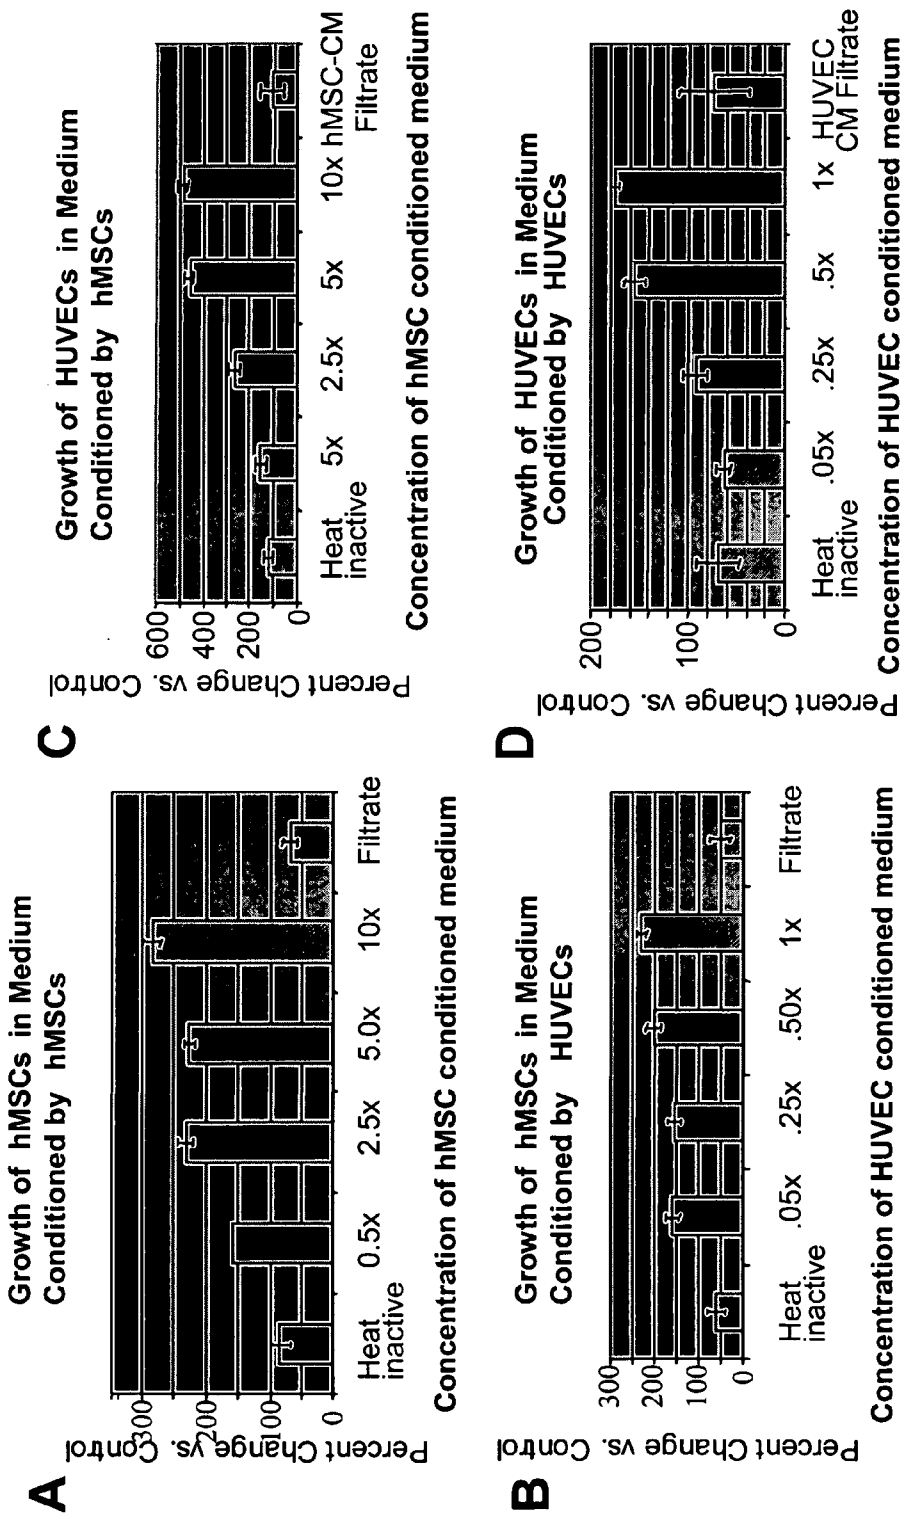 A
Growth of hMSCs in Medium
Conditioned by hMSCs
Percent Change vs. Control
300
200
100
0
Heat
inactive
0.5x
2.5x
5.0x
10x
Filtrate
Concentration of hMSC conditioned medium
B
Growth of hMSCs in Medium
Conditioned by HUVECs
Percent Change vs. Control
300
200
100
0
Heat
inactive
.05x
.25x
.50x
1x
Filtrate
Concentration of HUVEC conditioned medium
C
Growth of HUVECs in Medium
Conditioned by hMSCs
Percent Change vs. Control
600
400
200
0
Heat
inactive
5x
2.5x
5x
10x
hMSC-CM
Filtrate
Concentration of hMSC conditioned medium
D
Growth of HUVECs in Medium
Conditioned by HUVECs
Percent Change vs. Control
200
100
0
Heat
inactive
.05x
.25x
.5x
1x
HUVEC
CM Filtrate
Concentration of HUVEC conditioned medium